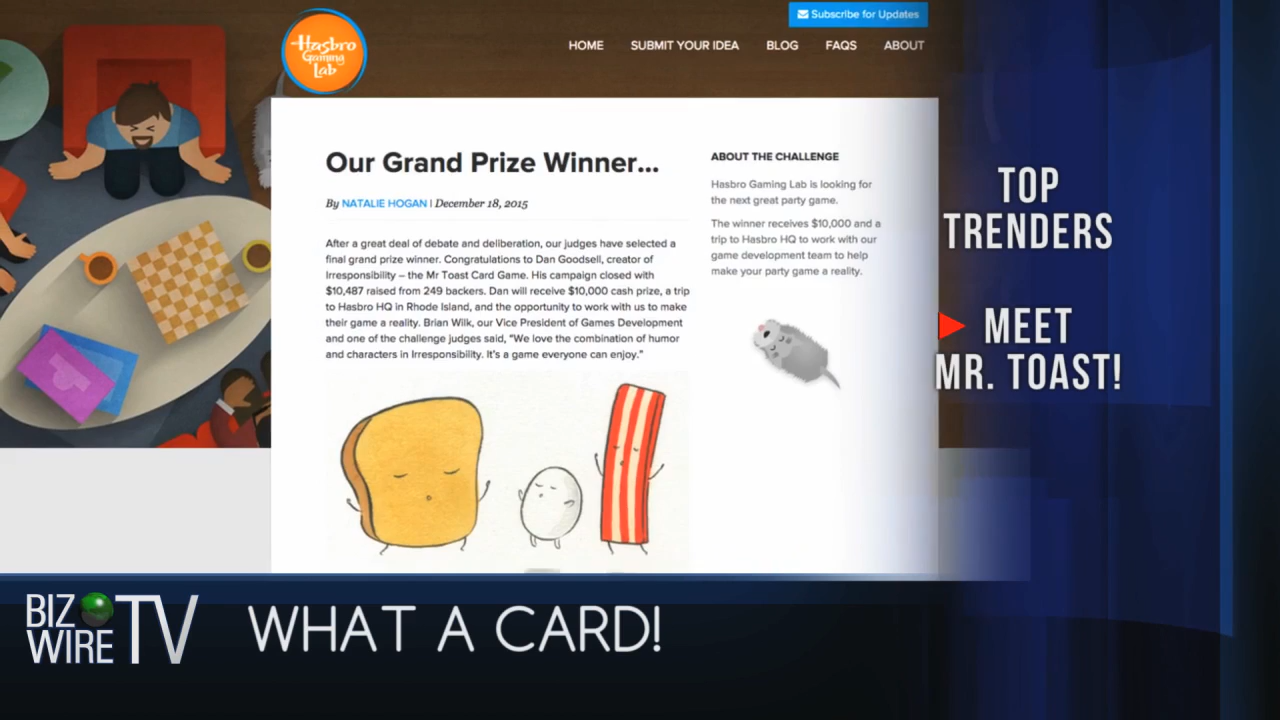 Subscribe for Updates
Hasbro
Gaming
Lab
HOME SUBMIT YOUR IDEA BLOG FAQS ABOUT
Our Grand Prize Winner...
By NATALIE HOGAN | December 18, 2015
After a great deal of debate and deliberation, our judges have selected a
final grand prize winner. Congratulations to Dan Goodsell, creator of
Irresponsibility – the Mr Toast Card Game. His campaign closed with
$10,487 raised from 249 backers. Dan will receive $10,000 cash prize, a trip
to Hasbro HQ in Rhode Island, and the opportunity to work with us to make
their game a reality. Brian Wilk, our Vice President of Games Development
and one of the challenge judges said, "We love the combination of humor
and characters in Irresponsibility. It's a game everyone can enjoy."
ABOUT THE CHALLENGE
Hasbro Gaming Lab is looking for
the next great party game.
The winner receives $10,000 and a
trip to Hasbro HQ to work with our
game development team to help
make your party game a reality.
TOP
TRENDERS
MEET
MR. TOAST!
BIZ
WIRE TV
WHAT A CARD!